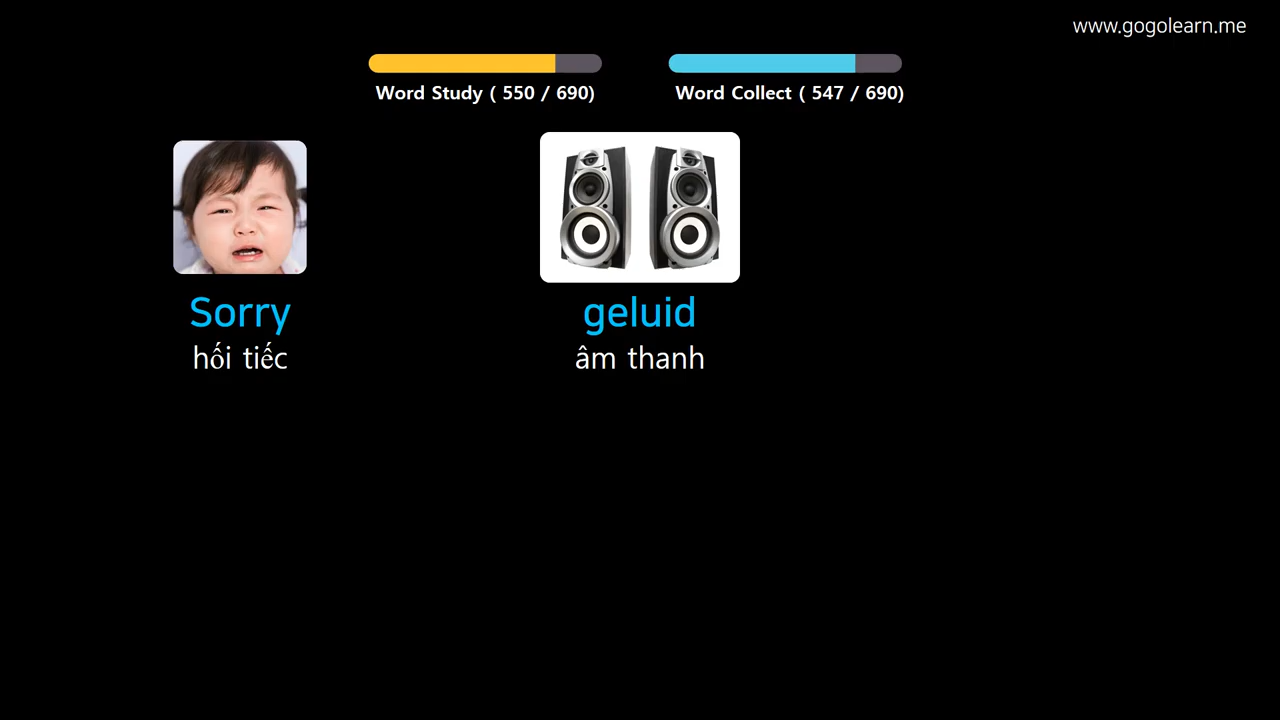 www.gogolearn.me
Word Study ( 550 / 690)
Word Collect ( 547 / 690)
Sorry
hối tiếc
geluid
âm thanh